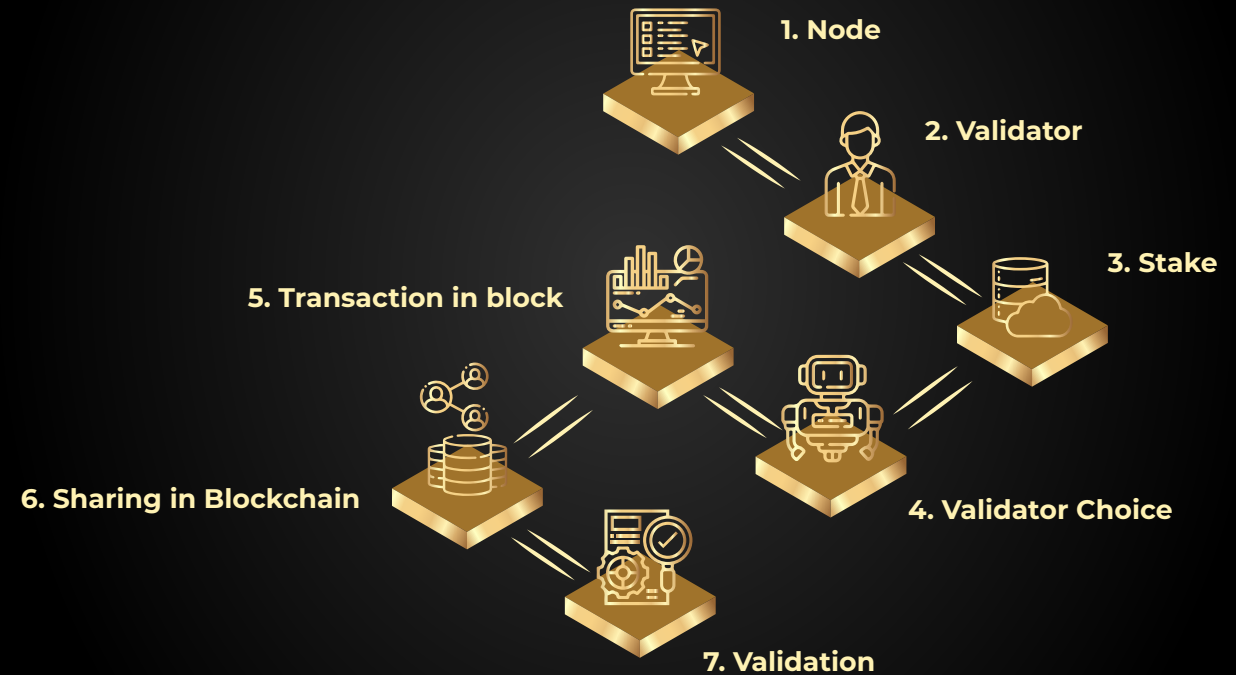 1. Node
2. Validator
3. Stake
5. Transaction in block
6. Sharing in Blockchain
4. Validator Choice
7. Validation